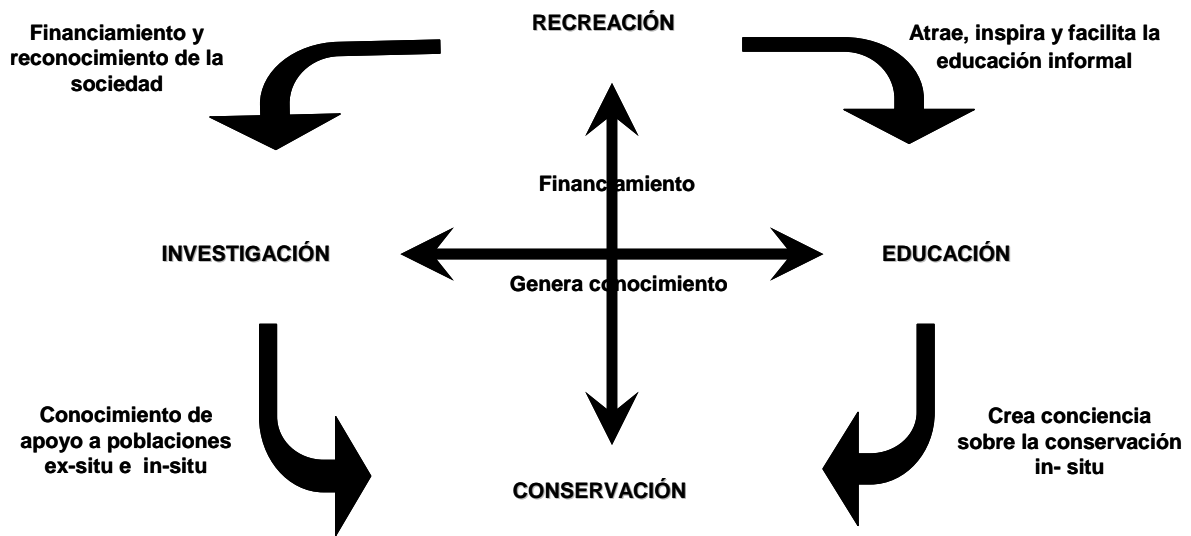 RECREACIÓN
Financiamiento y
reconocimiento de la
sociedad
Atrae, inspira y facilita la
educación informal
Financiamiento
INVESTIGACIÓN
EDUCACIÓN
Genera conocimiento
Conocimiento de
apoyo a poblaciones
ex-situ e in-situ
Crea conciencia
sobre la conservación
in- situ
CONSERVACIÓN